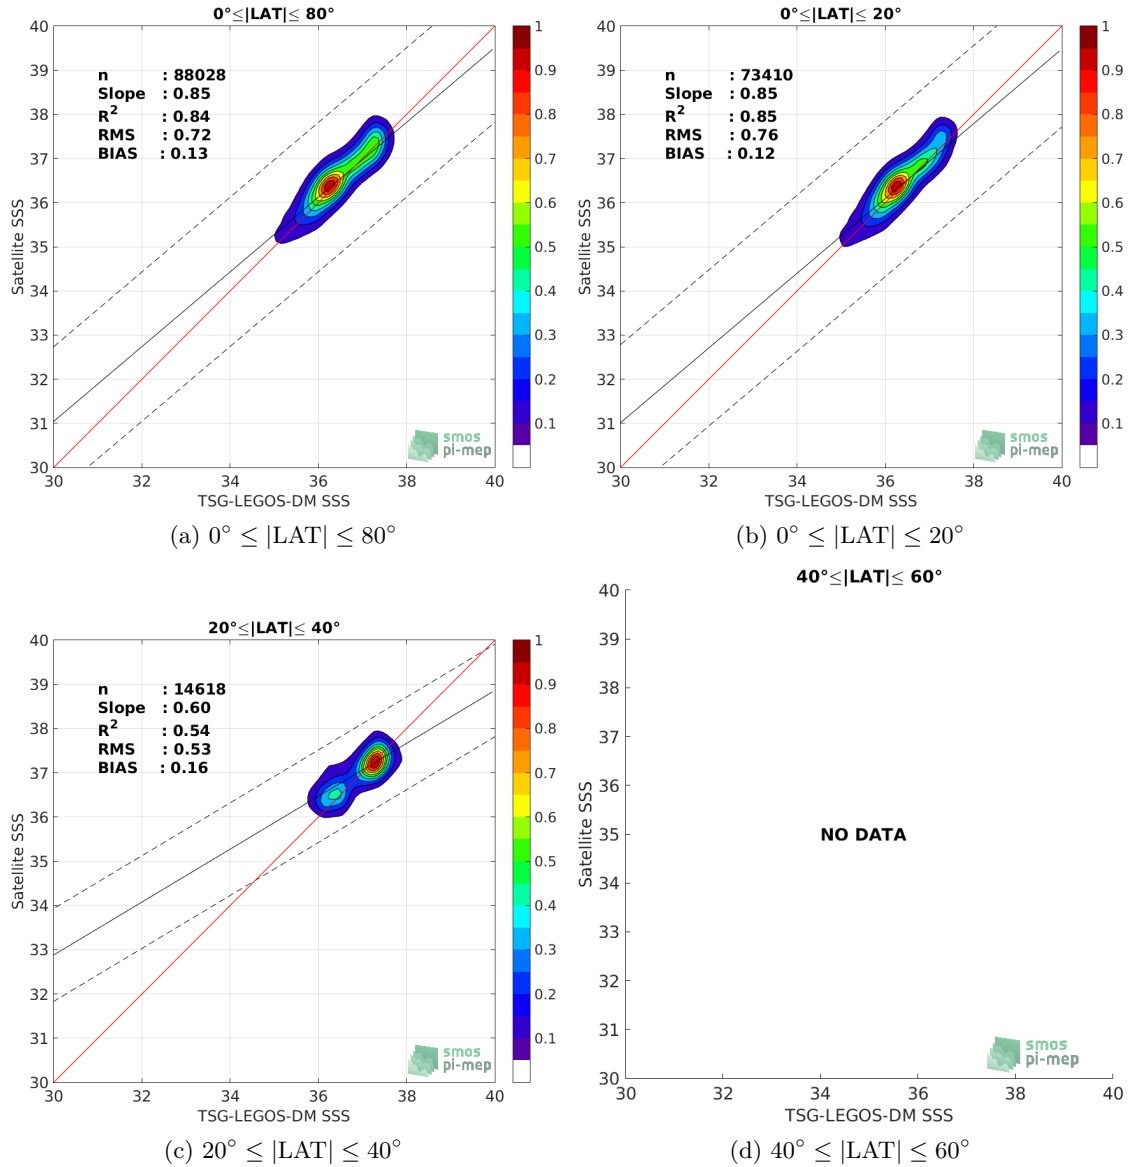 0°≤|LAT|≤ 80°
40
39
38
37
36
35
34
33
32
31
30
Satellite SSS
n : 88028
Slope : 0.85
R2 : 0.84
RMS : 0.72
BIAS : 0.13
smos
pi-mep
30 32 34 36 38 40
TSG-LEGOS-DM SSS
1
0.9
0.8
0.7
0.6
0.5
0.4
0.3
0.2
0.1
(a) 0° ≤ |LAT| ≤ 80°
0°≤|LAT|≤ 20°
40
39
38
37
36
35
34
33
32
31
30
Satellite SSS
n : 73410
Slope : 0.85
R2 : 0.85
RMS : 0.76
BIAS : 0.12
smos
pi-mep
30 32 34 36 38 40
TSG-LEGOS-DM SSS
1
0.9
0.8
0.7
0.6
0.5
0.4
0.3
0.2
0.1
(b) 0° ≤ |LAT| ≤ 20°
20°≤|LAT|≤ 40°
40
39
38
37
36
35
34
33
32
31
30
Satellite SSS
n : 14618
Slope : 0.60
R2 : 0.54
RMS : 0.53
BIAS : 0.16
smos
pi-mep
30 32 34 36 38 40
TSG-LEGOS-DM SSS
1
0.9
0.8
0.7
0.6
0.5
0.4
0.3
0.2
0.1
(c) 20° ≤ |LAT| ≤ 40°
40°≤|LAT|≤ 60°
40
39
38
37
36
35
34
33
32
31
30
Satellite SSS
NO DATA
smos
pi-mep
30 32 34 36 38 40
TSG-LEGOS-DM SSS
(d) 40° ≤ |LAT| ≤ 60°